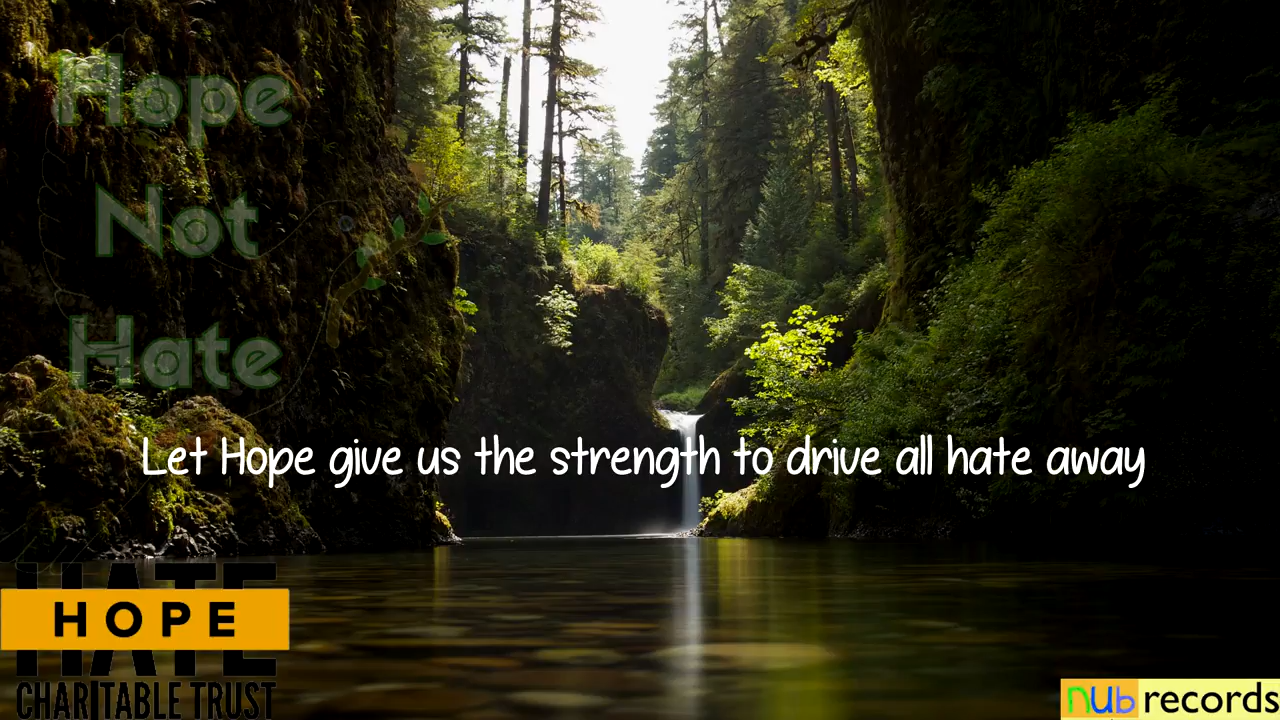 Hope
Not
Hate
Let Hope give us the strength to drive all hate away
HATE
HOPE
CHARITABLE TRUST
nub records